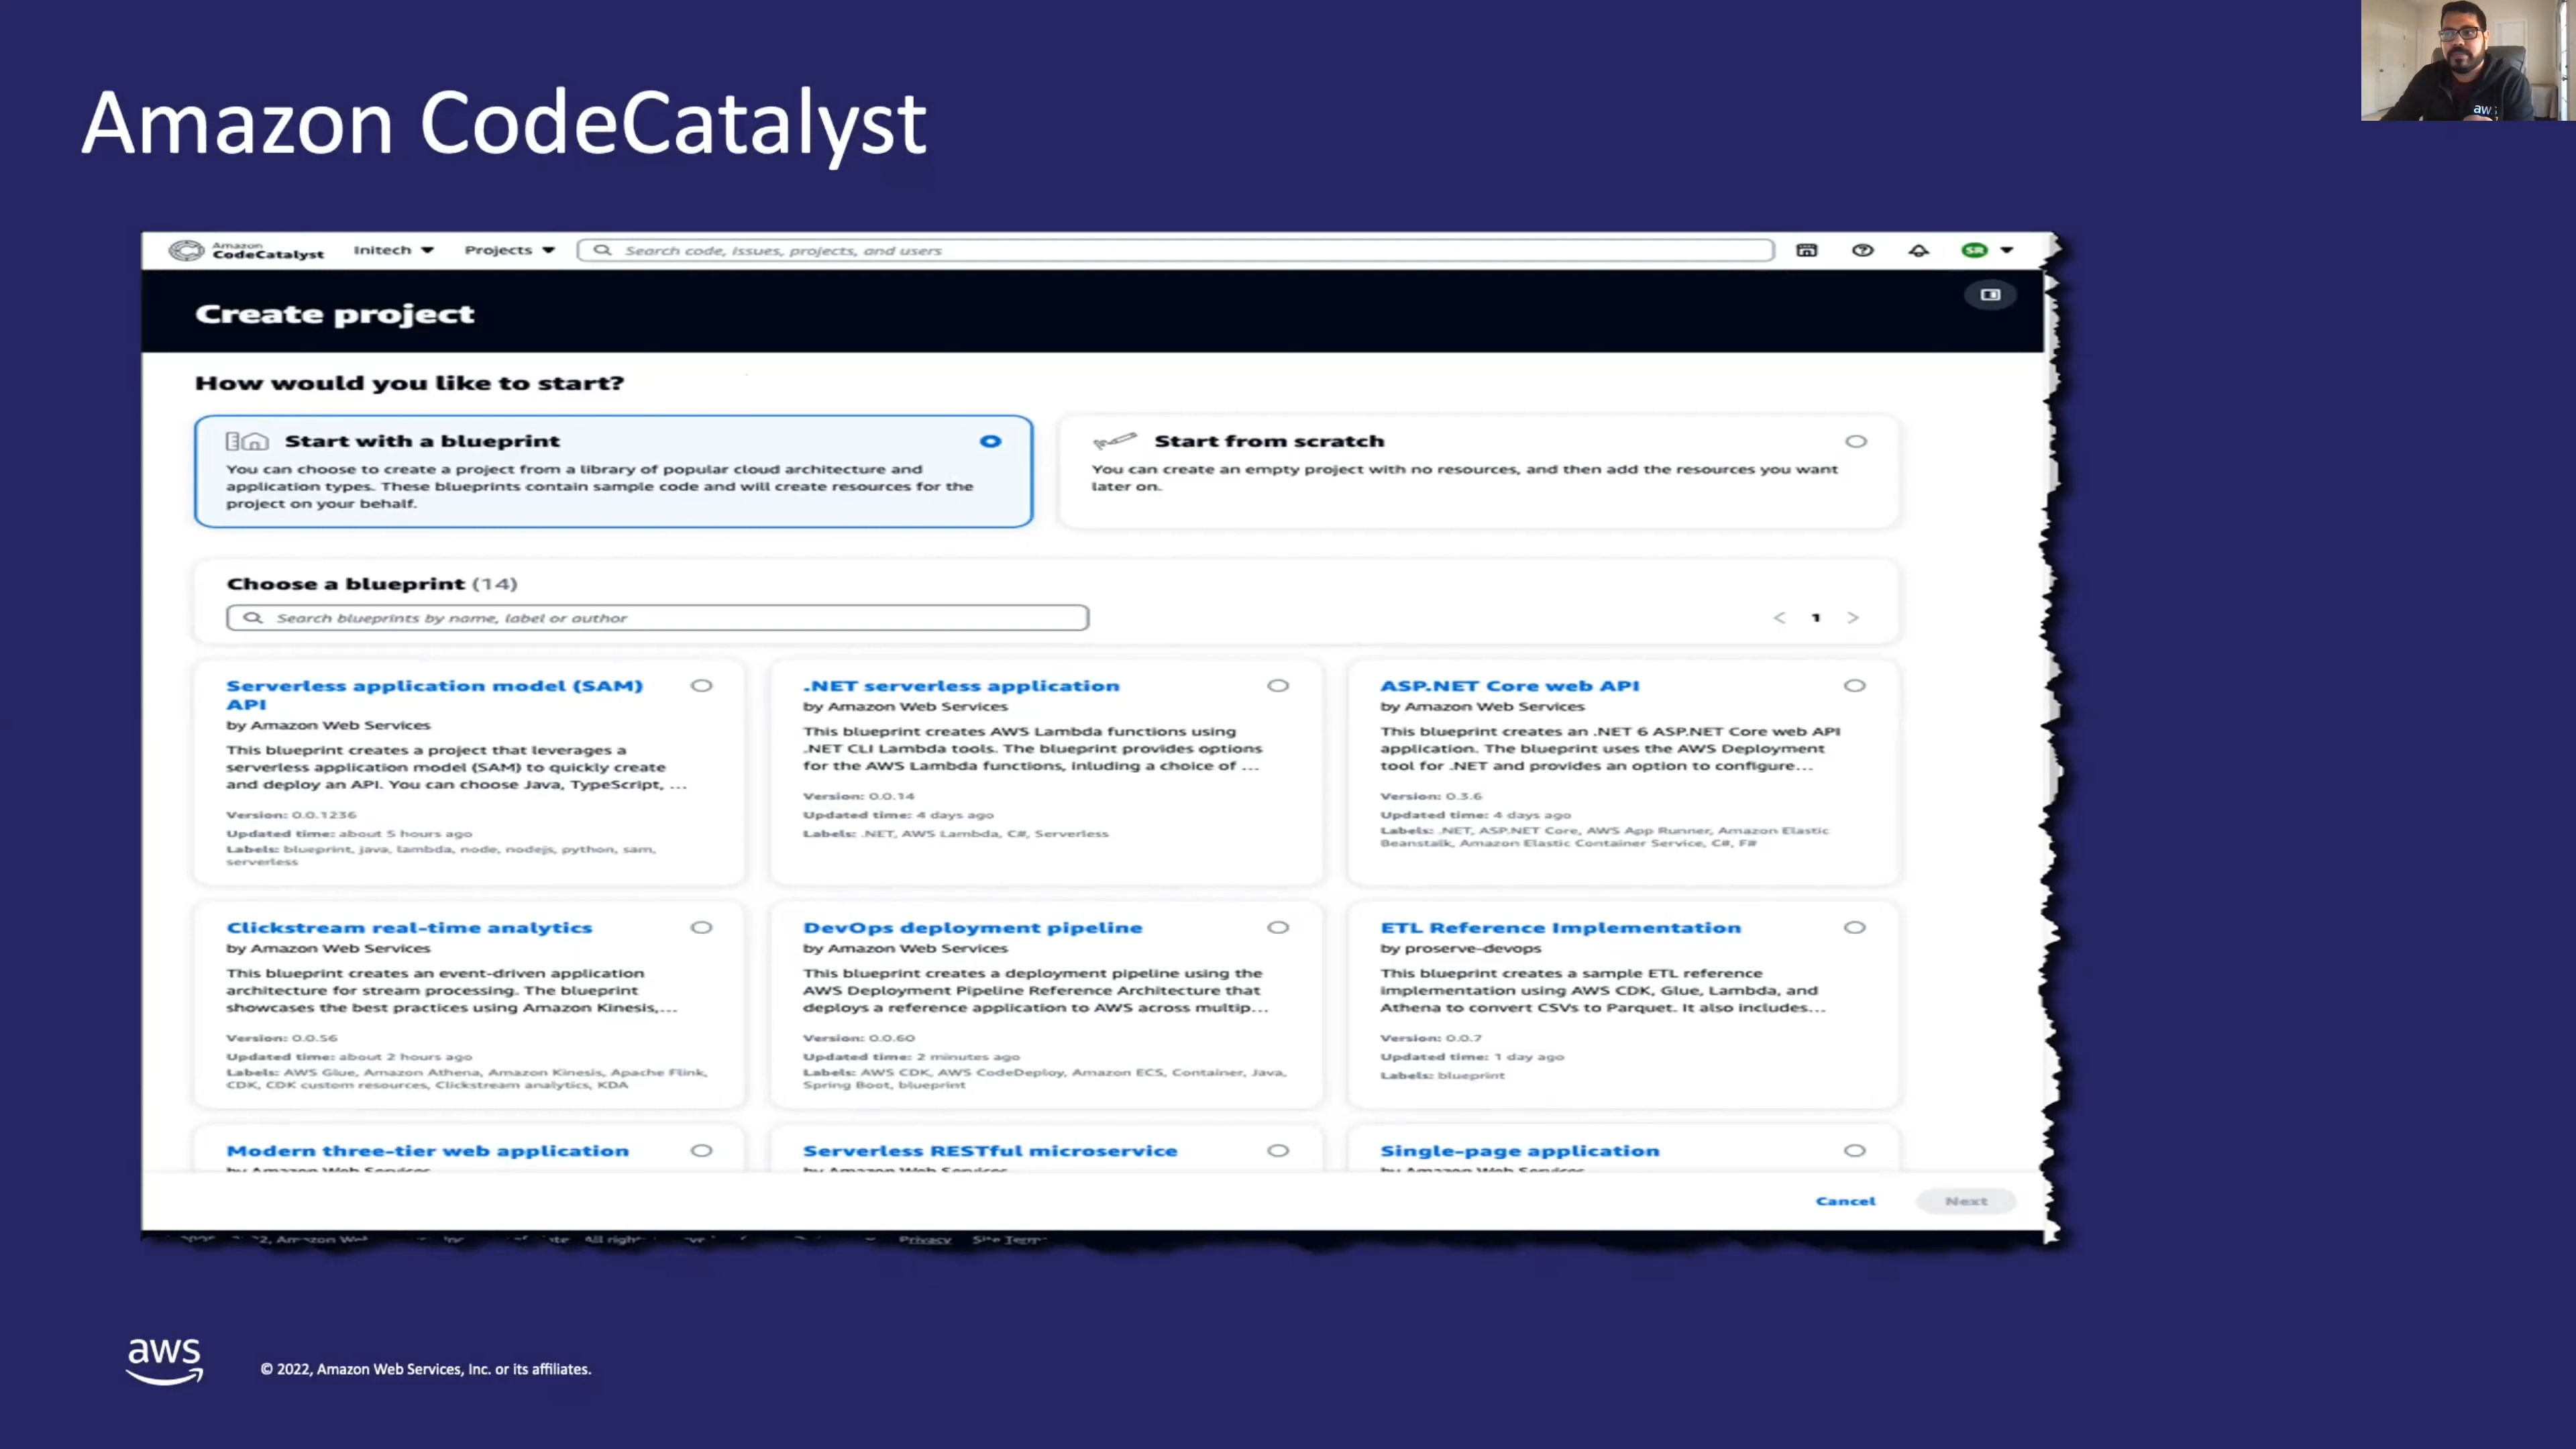 Amazon CodeCatalyst
aws
Amazon
CodeCatalyst
Initech
Projects
Search code, issues, projects, and users
SR
Create project
How would you like to start?
Start with a blueprint
You can choose to create a project from a library of popular cloud architecture and
application types. These blueprints contain sample code and will create resources for the
project on your behalf.
Start from scratch
You can create an empty project with no resources, and then add the resources you want
later on.
Choose a blueprint (14)
Search blueprints by name, label or author
1
Serverless application model (SAM)
API
by Amazon Web Services
This blueprint creates a project that leverages a
serverless application model (SAM) to quickly create
and deploy an API. You can choose Java, TypeScript, ...
Version: 0.0.1236
Updated time: about 5 hours ago
Labels: blueprint, java, lambda, node, nodejs, python, sam,
serverless
.NET serverless application
by Amazon Web Services
This blueprint creates AWS Lambda functions using
.NET CLI Lambda tools. The blueprint provides options
for the AWS Lambda functions, inluding a choice of ...
Version: 0.0.14
Updated time: 4 days ago
Labels: .NET, AWS Lambda, C#, Serverless
ASP.NET Core web API
by Amazon Web Services
This blueprint creates an .NET 6 ASP.NET Core web API
application. The blueprint uses the AWS Deployment
tool for .NET and provides an option to configure...
Version: 0.3.6
Updated time: 4 days ago
Labels: .NET, ASP.NET Core, AWS App Runner, Amazon Elastic
Beanstalk, Amazon Elastic Container Service, C#, F#
Clickstream real-time analytics
by Amazon Web Services
This blueprint creates an event-driven application
architecture for stream processing. The blueprint
showcases the best practices using Amazon Kinesis,...
Version: 0.0.56
Updated time: about 2 hours ago
Labels: AWS Glue, Amazon Athena, Amazon Kinesis, Apache Flink,
CDK, CDK custom resources, Clickstream analytics, KDA
DevOps deployment pipeline
by Amazon Web Services
This blueprint creates a deployment pipeline using the
AWS Deployment Pipeline Reference Architecture that
deploys a reference application to AWS across multip...
Version: 0.0.60
Updated time: 2 minutes ago
Labels: AWS CDK, AWS CodeDeploy, Amazon ECS, Container, Java,
Spring Boot, blueprint
ETL Reference Implementation
by proserve-devops
This blueprint creates a sample ETL reference
implementation using AWS CDK, Glue, Lambda, and
Athena to convert CSVs to Parquet. It also includes...
Version: 0.0.7
Updated time: 1 day ago
Labels: blueprint
Modern three-tier web application
by Amazon Web Services
Serverless RESTful microservice
by Amazon Web Services
Single-page application
by Amazon Web Services
Cancel
Next
Privacy
aws
© 2022, Amazon Web Services, Inc. or its affiliates.